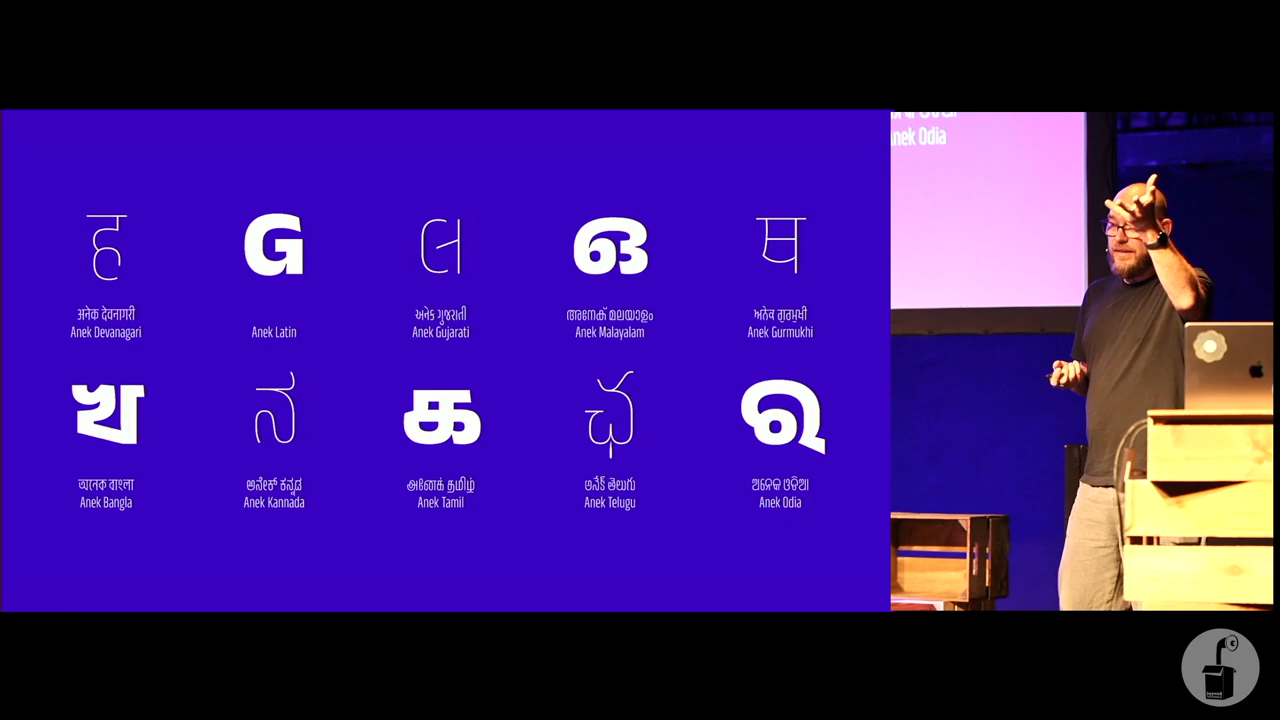 ह
G
લ
ഒ
ਥ
अनेक देवनागरी
Anek Devanagari
Anek Latin
અનેક ગુજરાતી
Anek Gujarati
അനേക് മലയാളം
Anek Malayalam
ਅਨੇਕ ਗੁਰਮੁਖੀ
Anek Gurmukhi
খ
ನ
க
ఛ
ର
অনেক বাংলা
Anek Bangla
ಅನೇಕ್ ಕನ್ನಡ
Anek Kannada
அனேக் தமிழ்
Anek Tamil
అనేక్ తెలుగు
Anek Telugu
ଅନେକ ଓଡ଼ିଆ
Anek Odia
Anek Odia